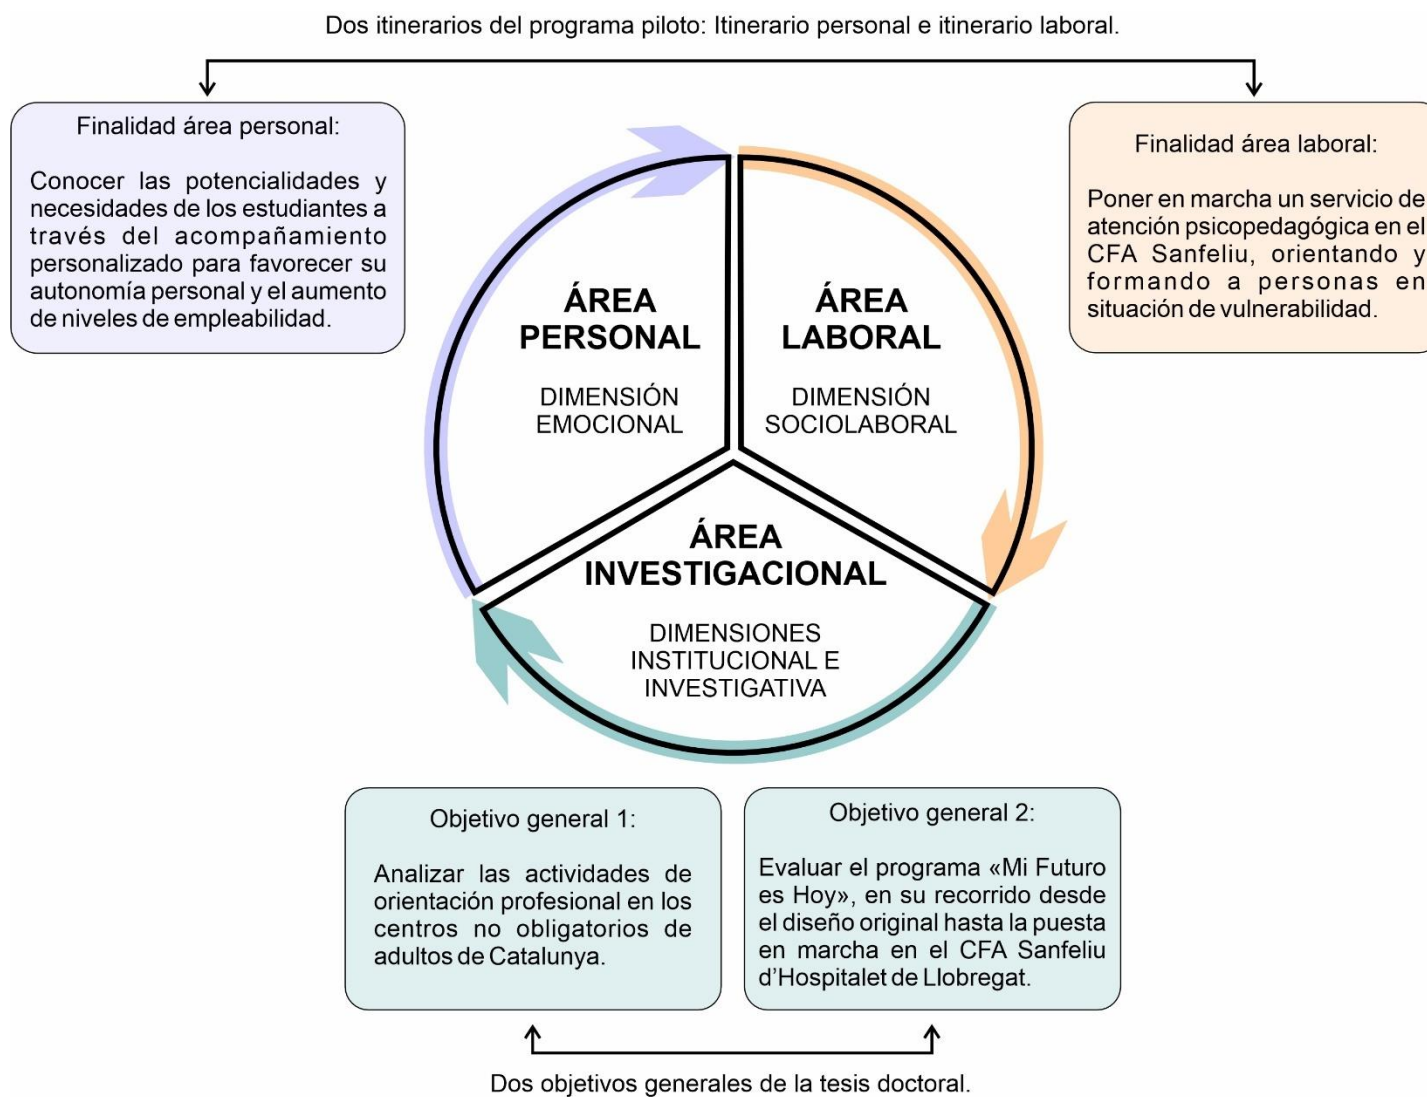 Dos itinerarios del programa piloto: Itinerario personal e itinerario laboral.
Finalidad área personal:
Conocer las potencialidades y
necesidades de los estudiantes a
través del acompañamiento
personalizado para favorecer su
autonomía personal y el aumento
de niveles de empleabilidad.
Finalidad área laboral:
Poner en marcha un servicio de
atención psicopedagógica en el
CFA Sanfeliu, orientando y
formando a personas en
situación de vulnerabilidad.
ÁREA
PERSONAL
DIMENSIÓN
EMOCIONAL
ÁREA
LABORAL
DIMENSIÓN
SOCIOLABORAL
ÁREA
INVESTIGACIONAL
DIMENSIONES
INSTITUCIONAL E
INVESTIGATIVA
Objetivo general 1:
Analizar las actividades de
orientación profesional en los
centros no obligatorios de
adultos de Catalunya.
Objetivo general 2:
Evaluar el programa «Mi Futuro
es Hoy», en su recorrido desde
el diseño original hasta la puesta
en marcha en el CFA Sanfeliu
d’Hospitalet de Llobregat.
Dos objetivos generales de la tesis doctoral.